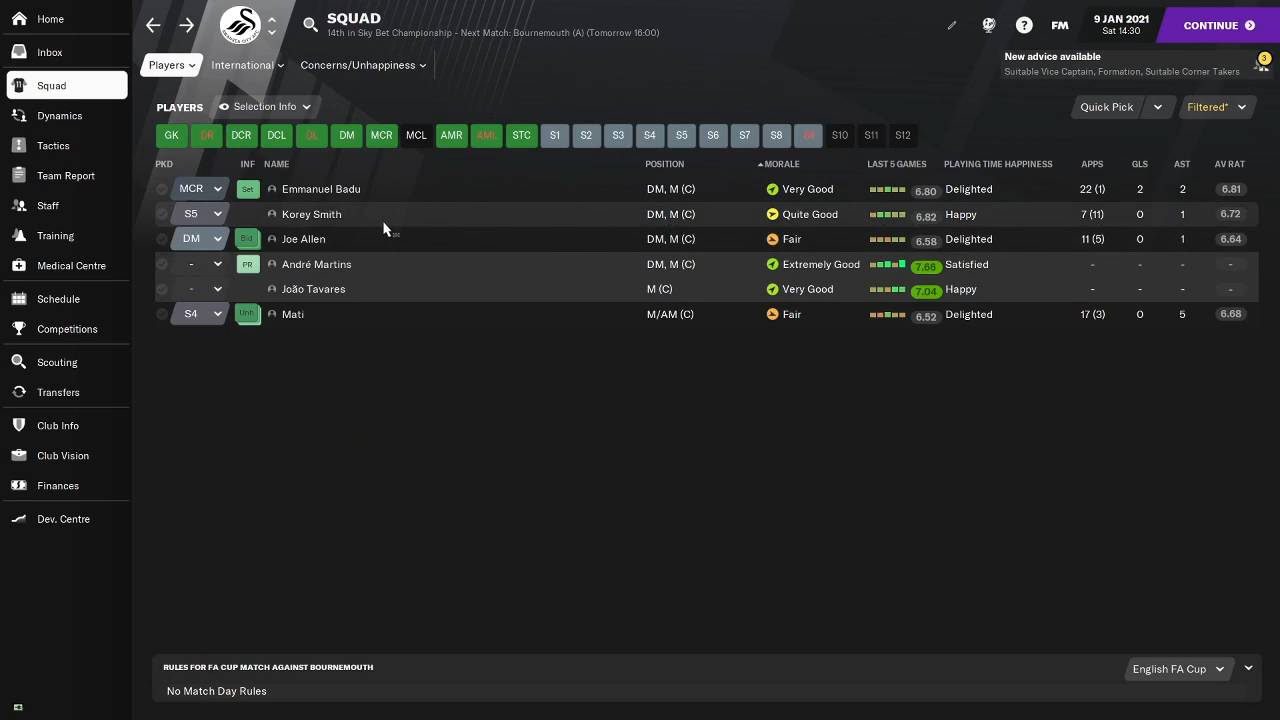 Home
Inbox
Squad
Dynamics
Tactics
Team Report
Staff
Training
Medical Centre
Schedule
Competitions
Scouting
Transfers
Club Info
Club Vision
Finances
Dev. Centre
SQUAD
14th in Sky Bet Championship - Next Match: Bournemouth (A) (Tomorrow 16:00)
FM
9 JAN 2021
Sat 14:30
CONTINUE
Players
International
Concerns/Unhappiness
New advice available
Suitable Vice Captain, Formation, Suitable Corner Takers
3
PLAYERS
Selection Info
Quick Pick
Filtered*
GK DR DCR DCL DL DM MCR MCL AMR AML STC S1 S2 S3 S4 S5 S6 S7 S8 S9 S10 S11 S12
PKD INF NAME POSITION MORALE LAST 5 GAMES PLAYING TIME HAPPINESS APPS GLS AST AV RAT
MCR Set Emmanuel Badu DM, M (C) Very Good 6.80 Delighted 22 (1) 2 2 6.81
S5 Korey Smith DM, M (C) Quite Good 6.82 Happy 7 (11) 0 1 6.72
DM Bid Joe Allen DM, M (C) Fair 6.58 Delighted 11 (5) 0 1 6.64
- PR André Martins DM, M (C) Extremely Good 7.66 Satisfied - - - -
- João Tavares M (C) Very Good 7.04 Happy - - - -
S4 Unh Mati M/AM (C) Fair 6.52 Delighted 17 (3) 0 5 6.68
RULES FOR FA CUP MATCH AGAINST BOURNEMOUTH
English FA Cup
No Match Day Rules